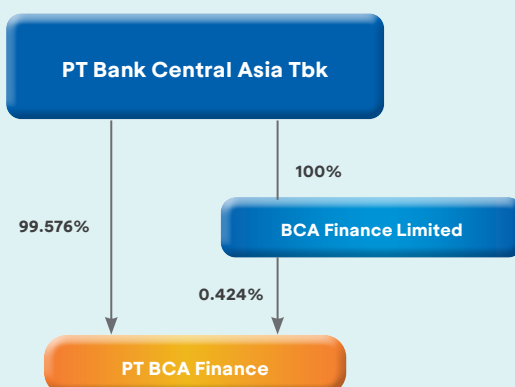 PT Bank Central Asia Tbk
100%
99.576%
BCA Finance Limited
0.424%
PT BCA Finance